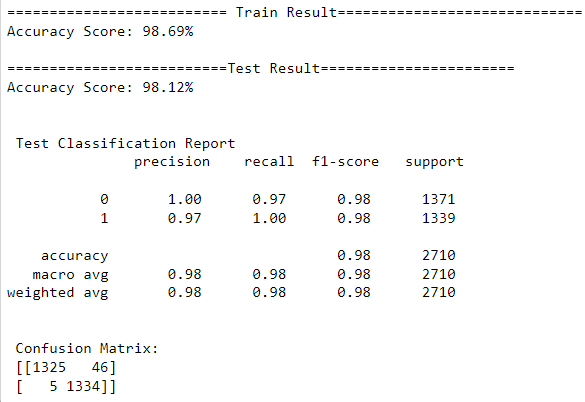 ========================== Train Result=============================
Accuracy Score: 98.69%
==========================Test Result=======================
Accuracy Score: 98.12%
Test Classification Report
precision recall f1-score support
0 1.00 0.97 0.98 1371
1 0.97 1.00 0.98 1339
accuracy 0.98 2710
macro avg 0.98 0.98 0.98 2710
weighted avg 0.98 0.98 0.98 2710
Confusion Matrix:
[[1325 46]
[ 5 1334]]